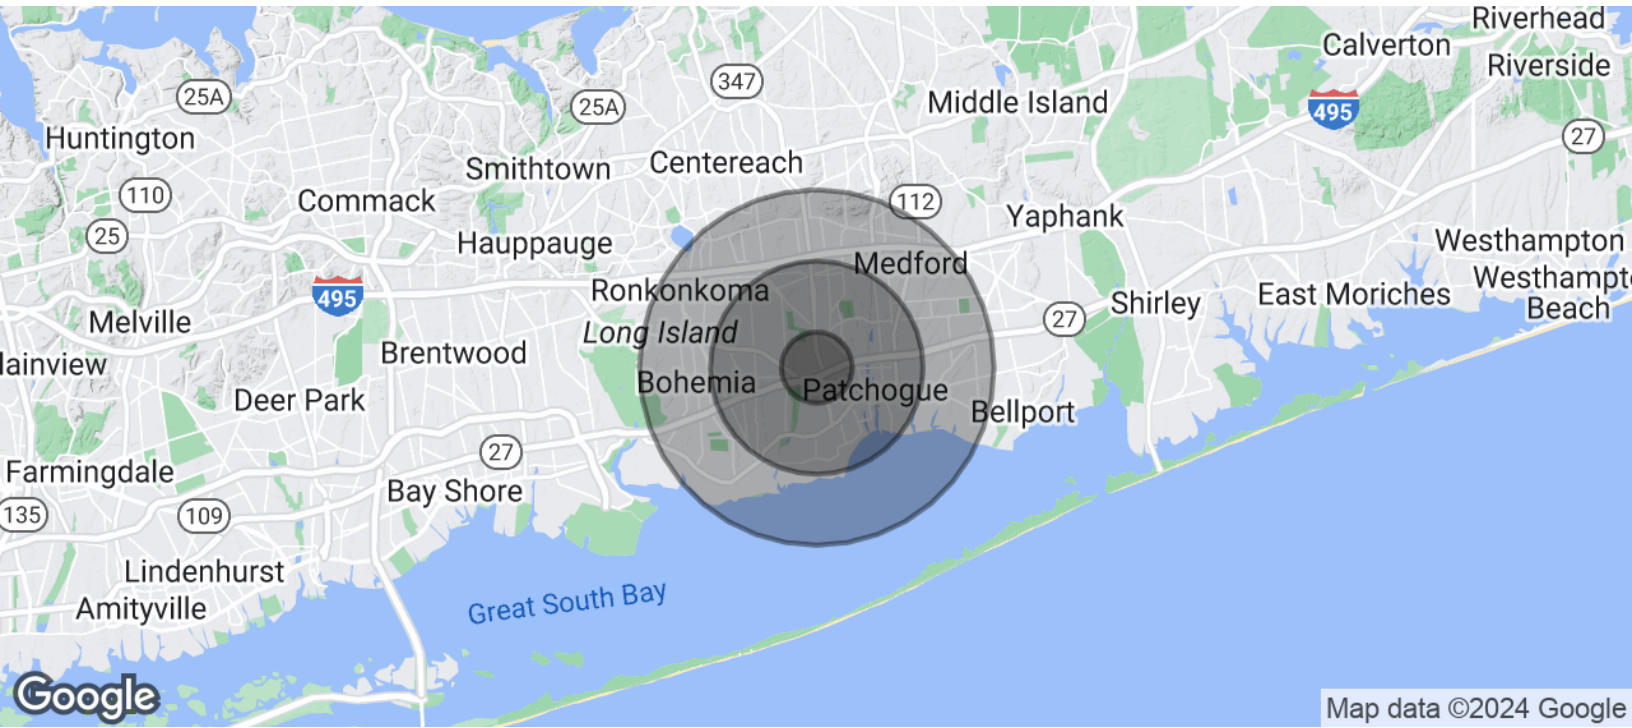 Riverhead
Calverton
Riverside
347
25A
25A
Middle Island
495
27
Huntington
Smithtown
Centereach
110
Commack
112
Yaphank
25
Hauppauge
Westhampton
Medford
Westhampt
Beach
495
Ronkonkoma
East Moriches
Shirley
27
Melville
Long Island
Brentwood
lainview
Bohemia
Patchogue
Deer Park
Bellport
27
Farmingdale
Bay Shore
135
109
Lindenhurst
Great South Bay
Amityville
Google
Map data ©2024 Google